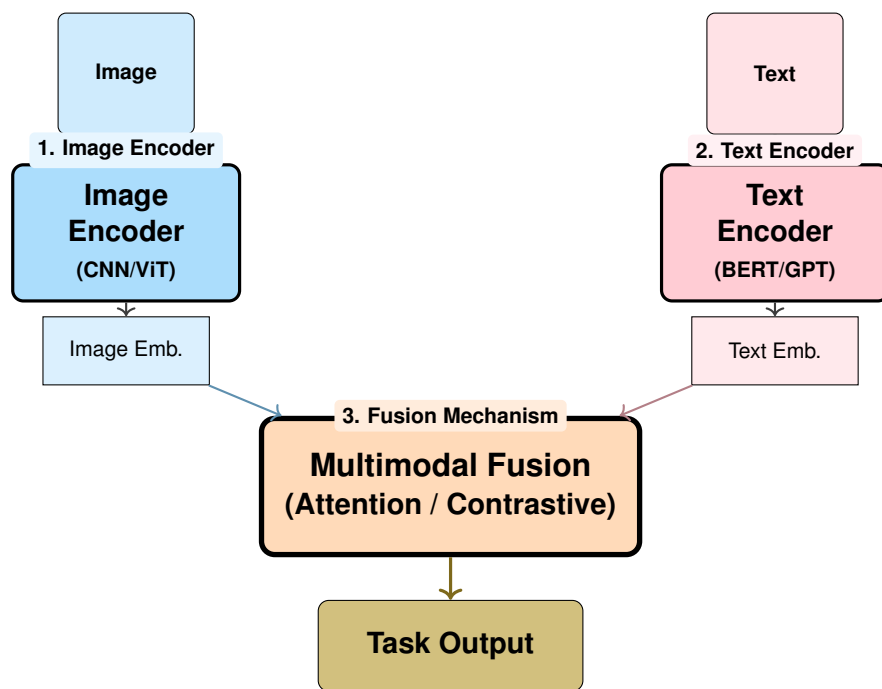 Image
Text
1. Image Encoder
2. Text Encoder
Image
Encoder
(CNN/ViT)
Text
Encoder
(BERT/GPT)
Image Emb.
Text Emb.
3. Fusion Mechanism
Multimodal Fusion
(Attention / Contrastive)
Task Output